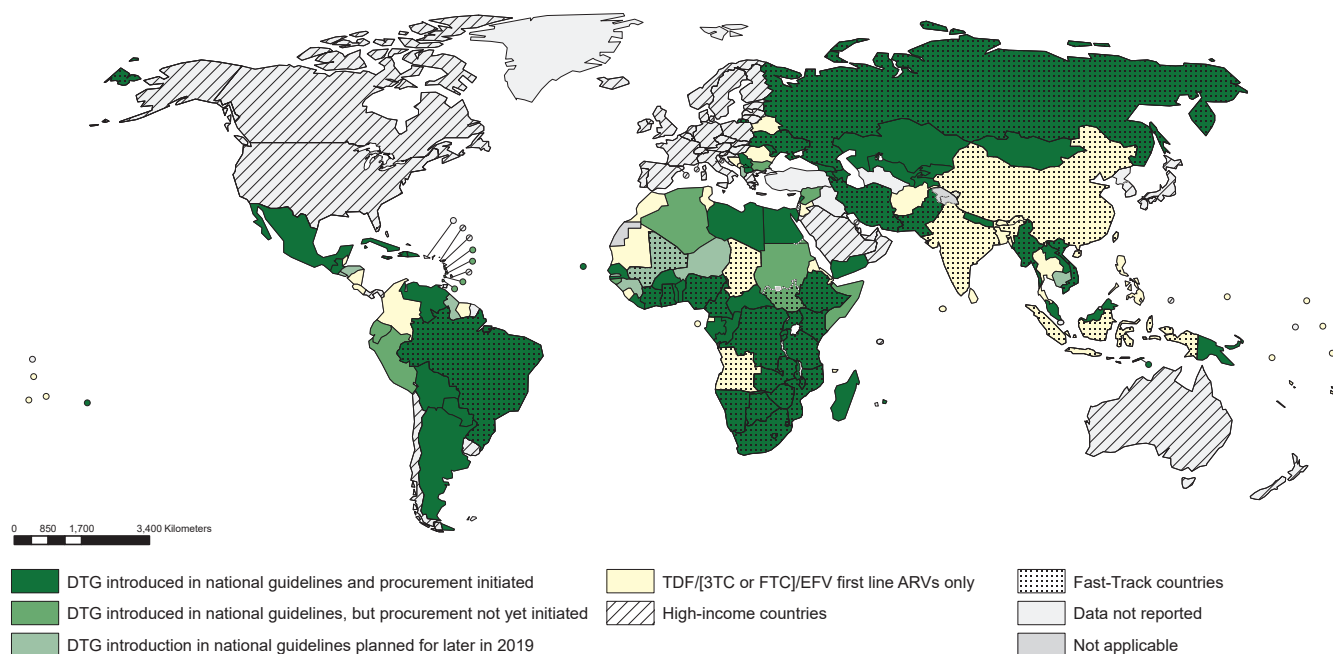 0 850 1,700 3,400 Kilometers
DTG introduced in national guidelines and procurement initiated
DTG introduced in national guidelines, but procurement not yet initiated
DTG introduction in national guidelines planned for later in 2019
TDF/[3TC or FTC]/EFV first line ARVs only
High-income countries
Fast-Track countries
Data not reported
Not applicable